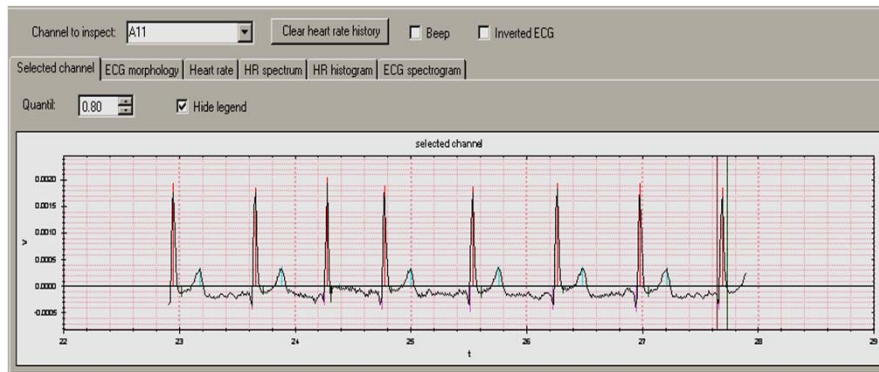 Channel to inspect: A11 Clear heart rate history Beep Inverted ECG
Selected channel ECG morphology Heart rate HR spectrum HR histogram ECG spectrogram
Quantil: 0.80 Hide legend
selected channel
0.0020
0.0015
0.0010
v
0.0005
0.0000
-0.0005
22 23 24 25 26 27 28 29
t